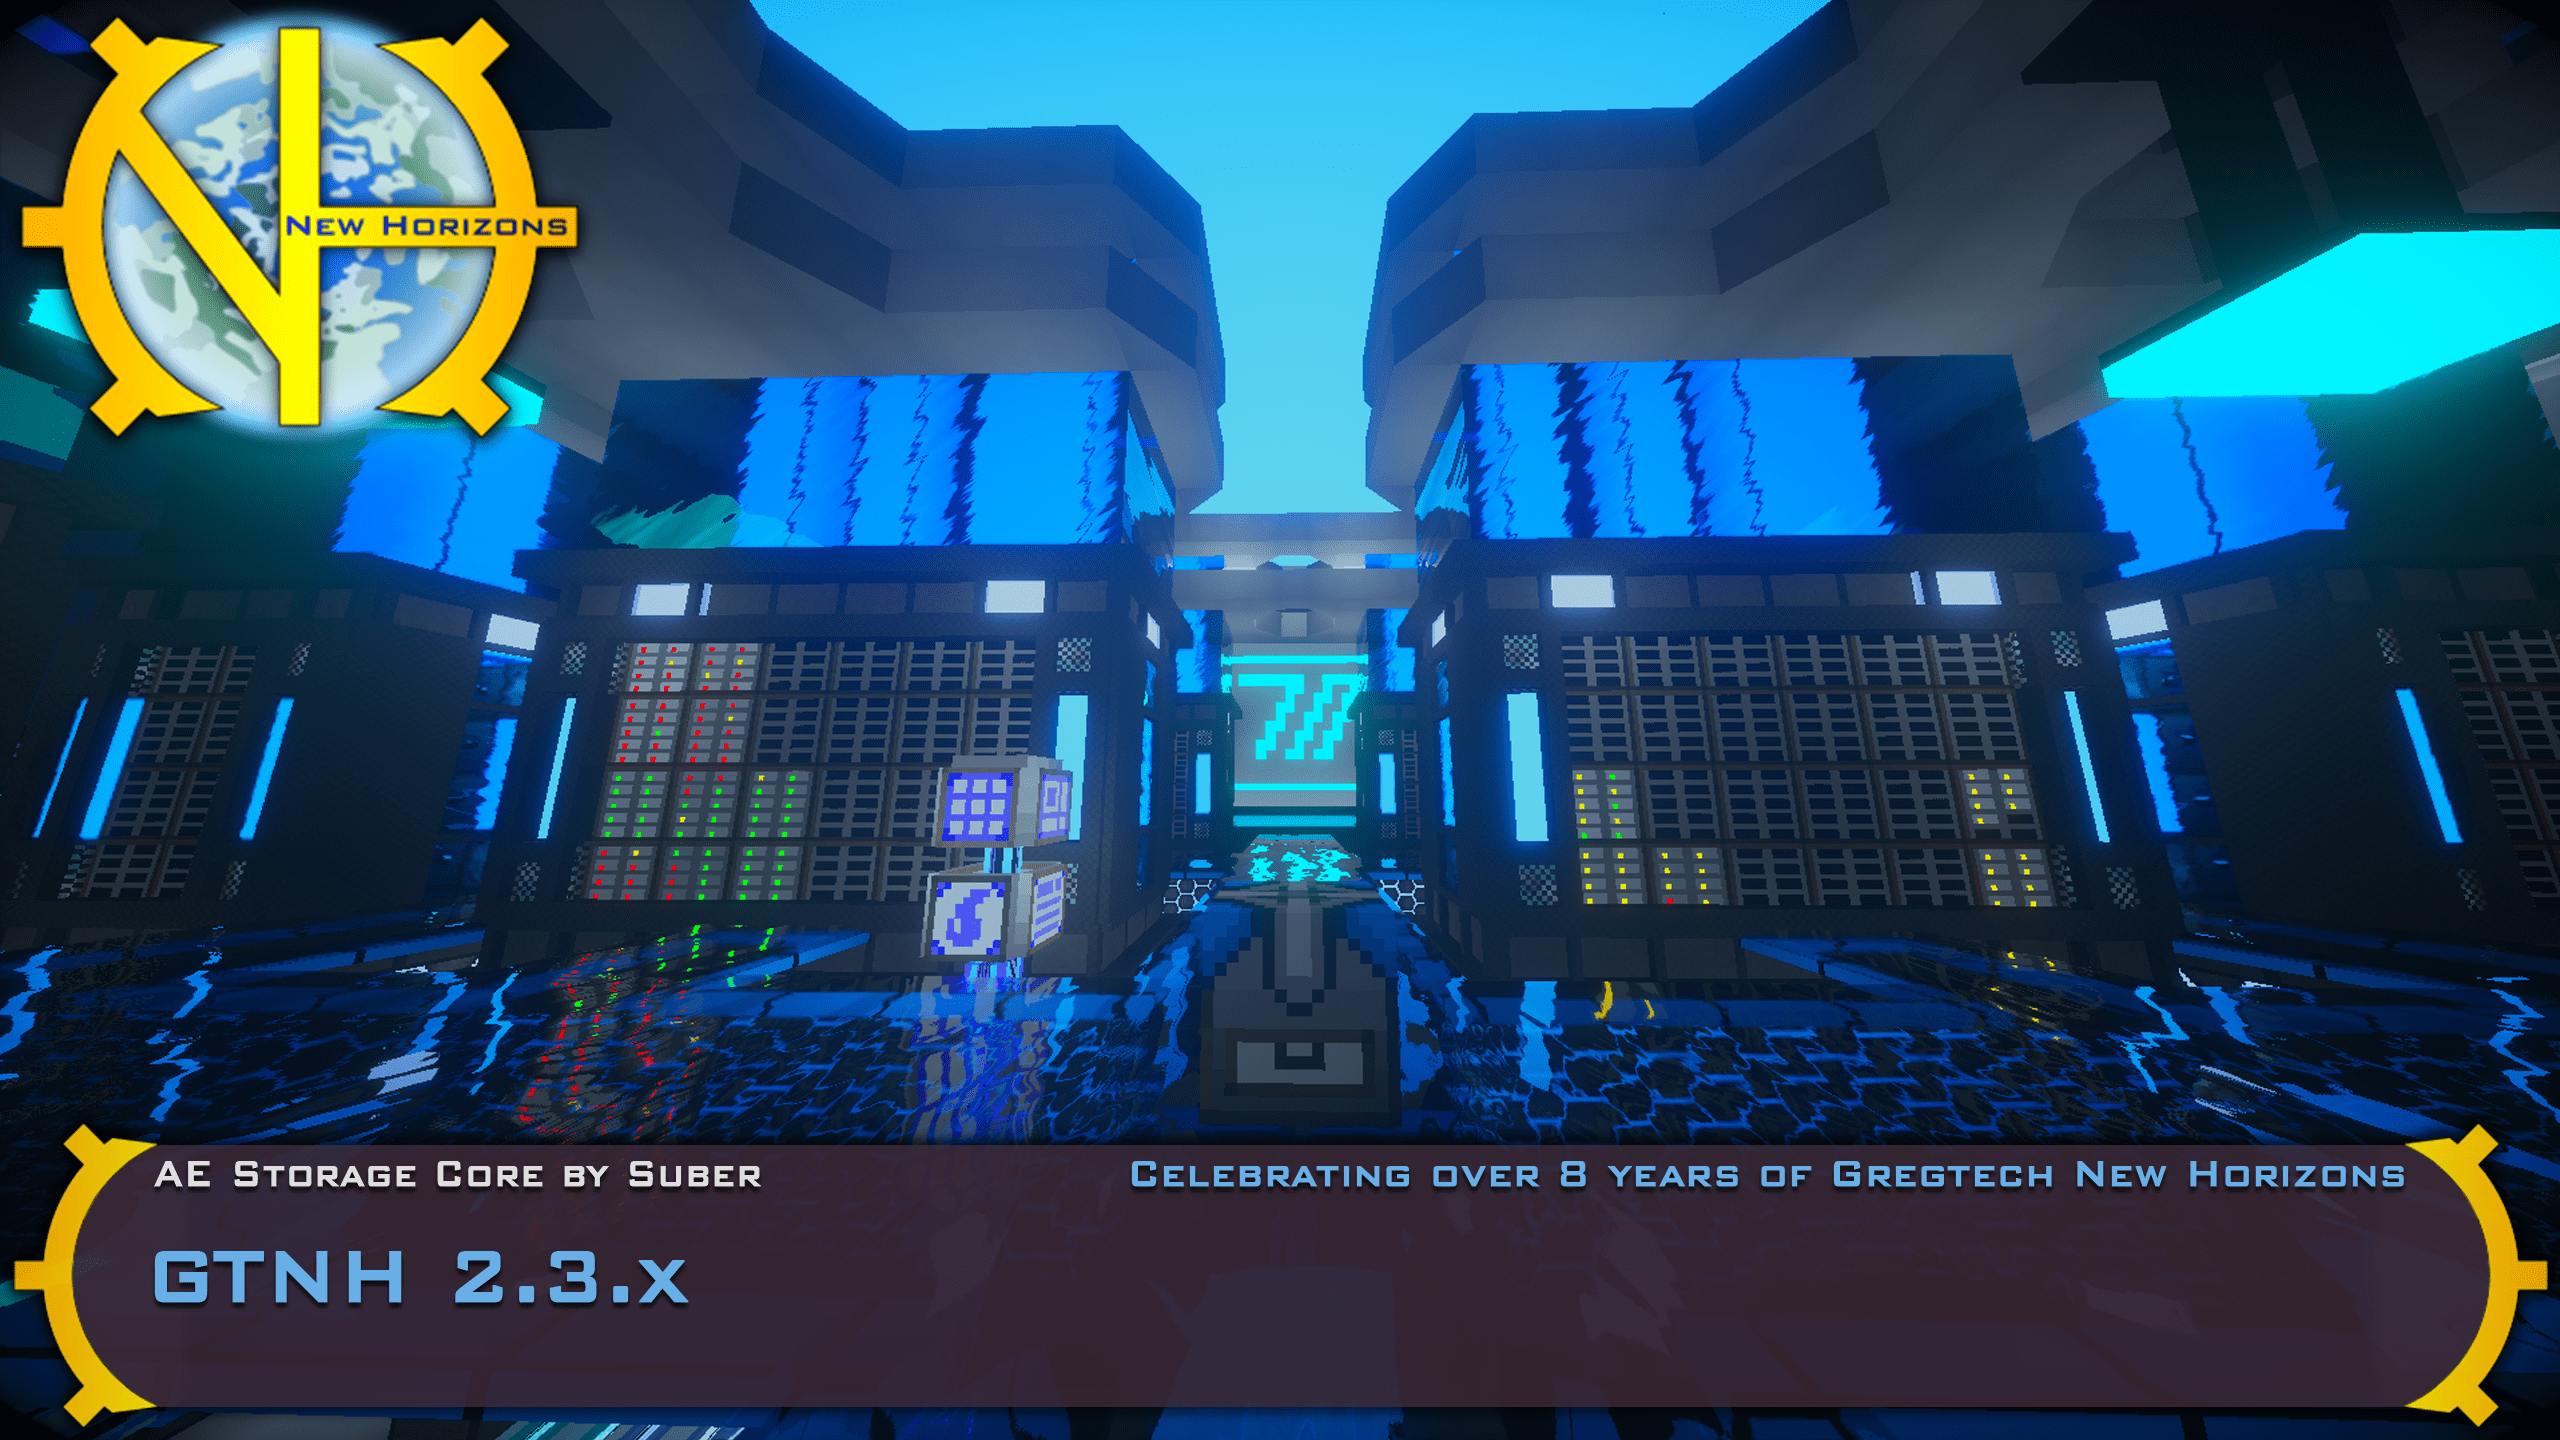 New Horizons
AE Storage Core by Suber
Celebrating over 8 years of Gregtech New Horizons
GTNH 2.3.x